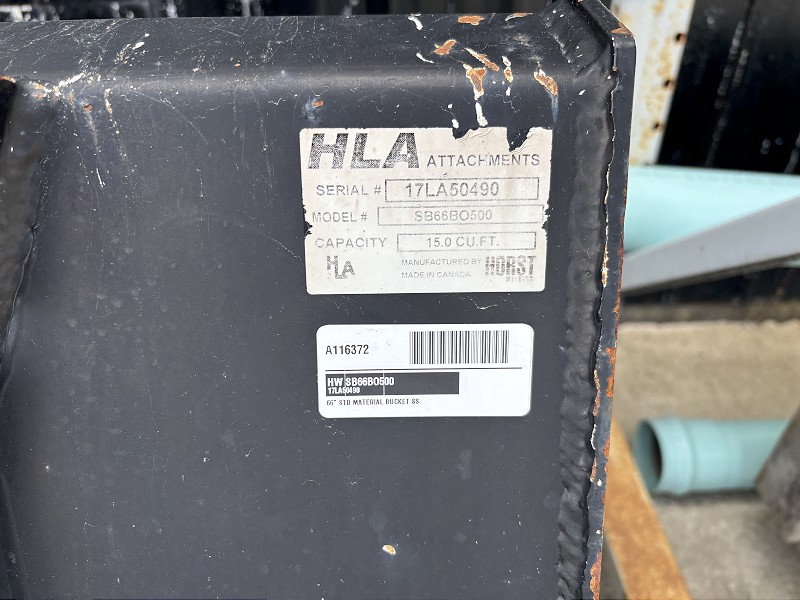 HLA ATTACHMENTS
SERIAL # 17LA50490
MODEL # SB66BO500
CAPACITY 15.0 CU.FT.
HLA
MANUFACTURED BY HORST
MADE IN CANADA
A116372
HW SB66BO500
17LA50490
66" STD MATERIAL BUCKET SS